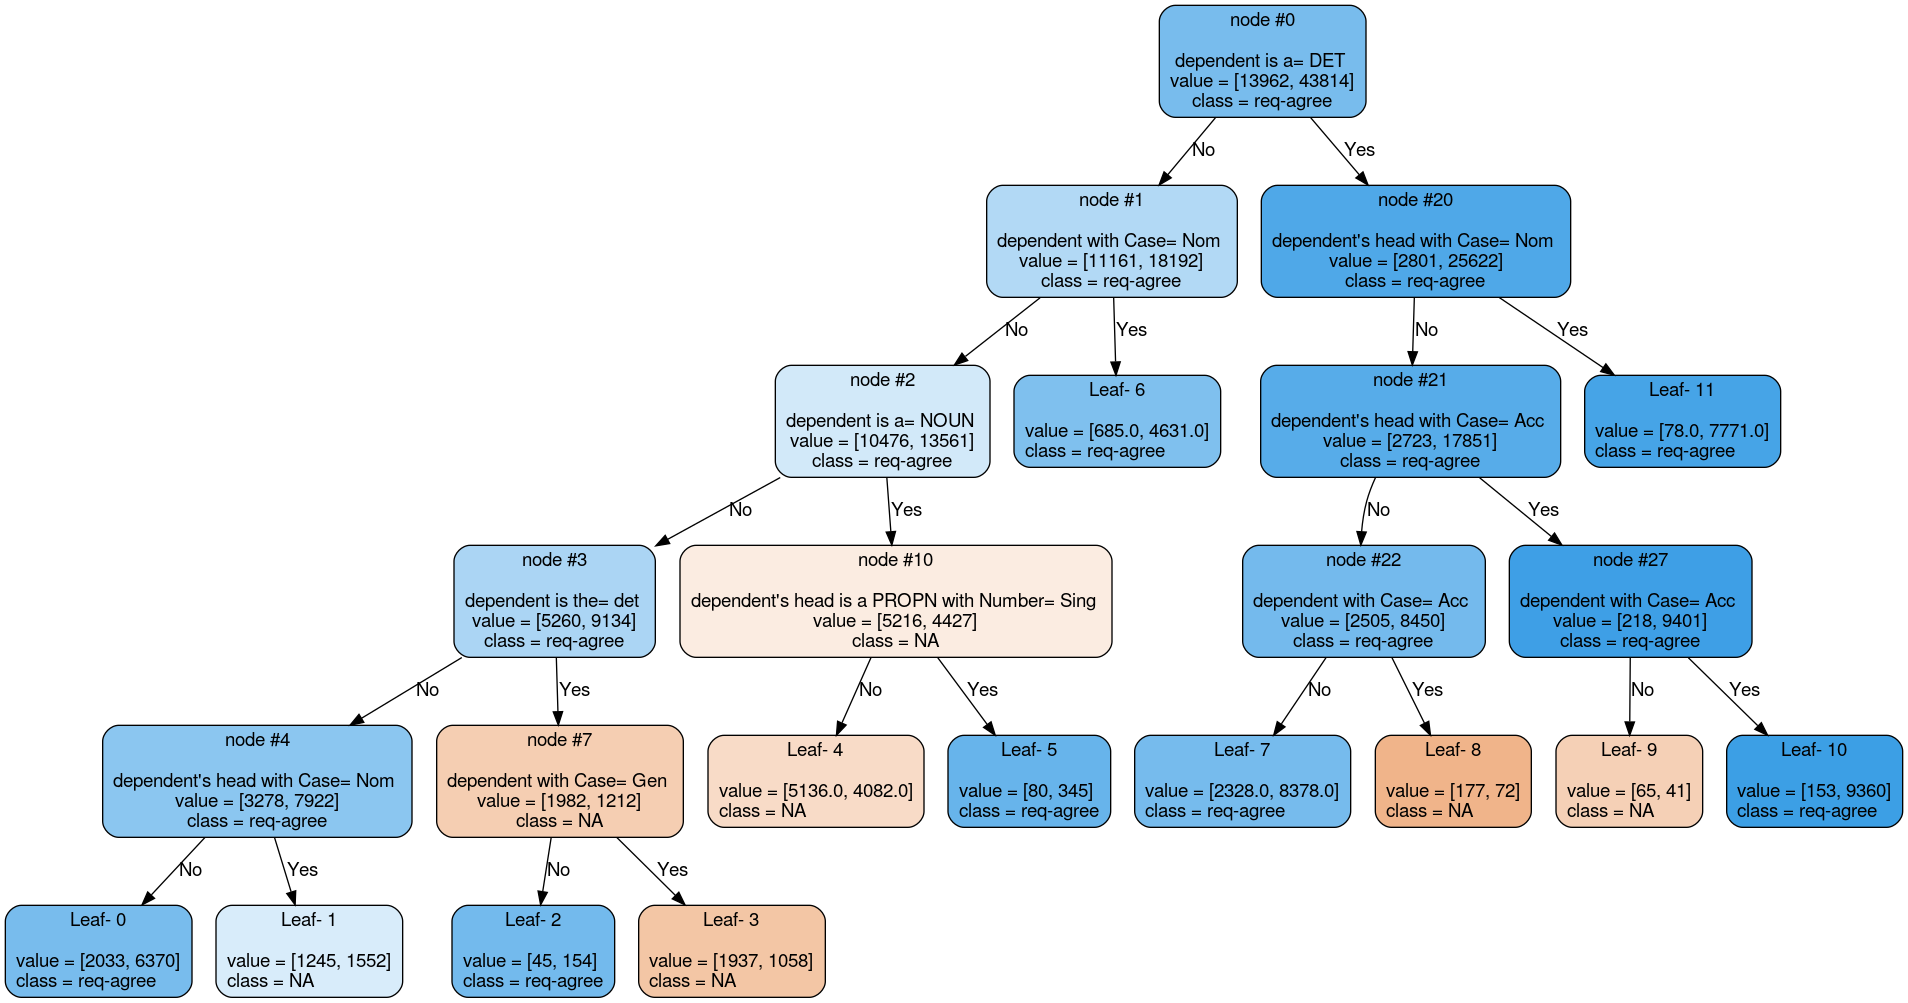 node #0
dependent is a= DET
value = [13962, 43814]
class = req-agree
No
Yes
node #1
dependent with Case= Nom
value = [11161, 18192]
class = req-agree
node #20
dependent's head with Case= Nom
value = [2801, 25622]
class = req-agree
No
Yes
No
Yes
node #2
dependent is a= NOUN
value = [10476, 13561]
class = req-agree
Leaf- 6
value = [685.0, 4631.0]
class = req-agree
node #21
dependent's head with Case= Acc
value = [2723, 17851]
class = req-agree
Leaf- 11
value = [78.0, 7771.0]
class = req-agree
No
Yes
No
Yes
node #3
dependent is the= det
value = [5260, 9134]
class = req-agree
node #10
dependent's head is a PROPN with Number= Sing
value = [5216, 4427]
class = NA
node #22
dependent with Case= Acc
value = [2505, 8450]
class = req-agree
node #27
dependent with Case= Acc
value = [218, 9401]
class = req-agree
No
Yes
No
Yes
No
Yes
No
Yes
node #4
dependent's head with Case= Nom
value = [3278, 7922]
class = req-agree
node #7
dependent with Case= Gen
value = [1982, 1212]
class = NA
Leaf- 4
value = [5136.0, 4082.0]
class = NA
Leaf- 5
value = [80, 345]
class = req-agree
Leaf- 7
value = [2328.0, 8378.0]
class = req-agree
Leaf- 8
value = [177, 72]
class = NA
Leaf- 9
value = [65, 41]
class = NA
Leaf- 10
value = [153, 9360]
class = req-agree
No
Yes
No
Yes
Leaf- 0
value = [2033, 6370]
class = req-agree
Leaf- 1
value = [1245, 1552]
class = NA
Leaf- 2
value = [45, 154]
class = req-agree
Leaf- 3
value = [1937, 1058]
class = NA